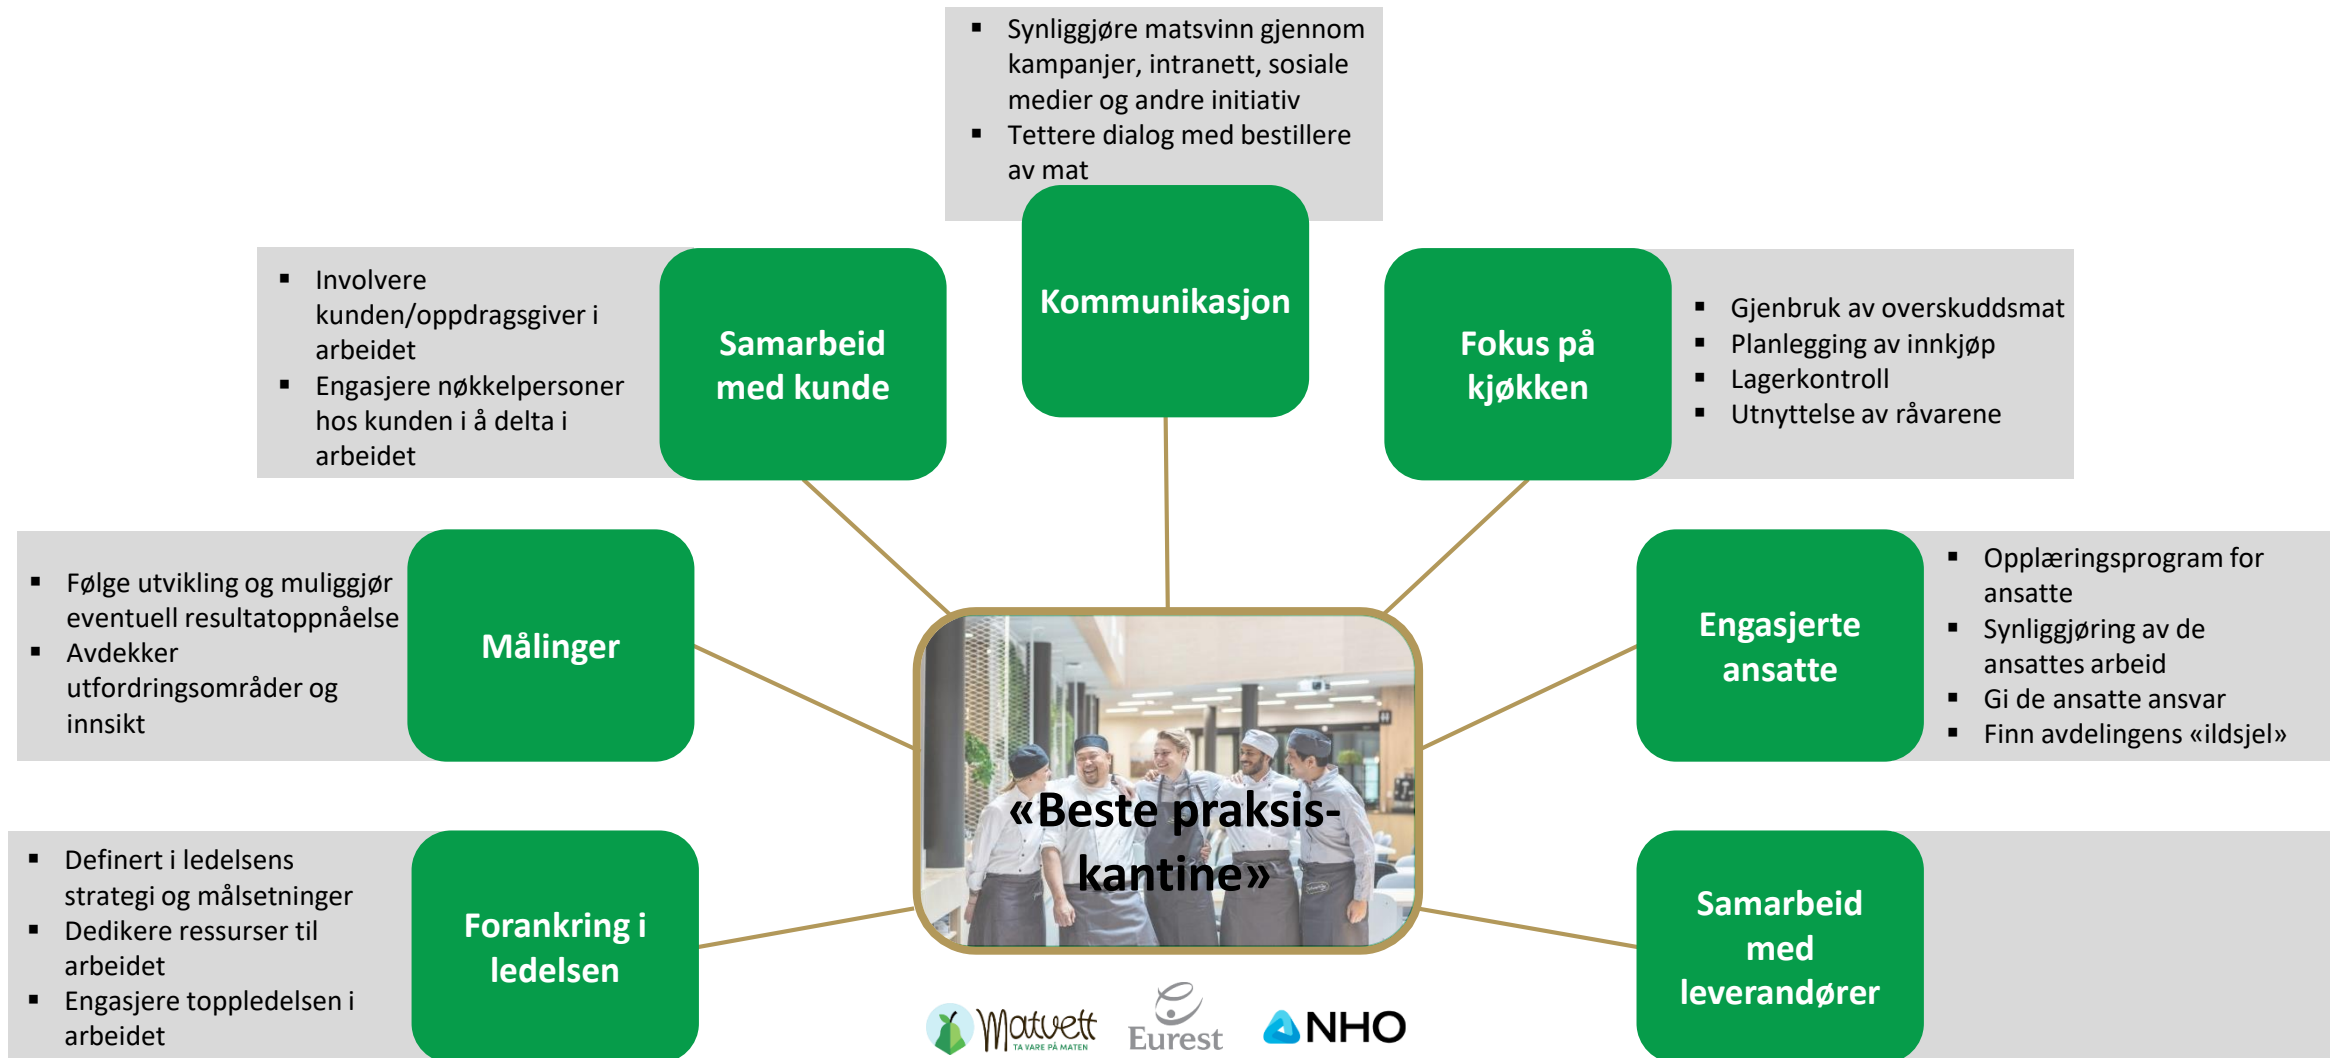 ▪ Synliggjøre matsvinn gjennom
kampanjer, intranett, sosiale
medier og andre initiativ
▪ Tettere dialog med bestillere
av mat
Kommunikasjon
▪ Involvere
kunden/oppdragsgiver i
arbeidet
▪ Engasjere nøkkelpersoner
hos kunden i å delta i
arbeidet
Samarbeid
med kunde
Fokus på
kjøkken
▪ Gjenbruk av overskuddsmat
▪ Planlegging av innkjøp
▪ Lagerkontroll
▪ Utnyttelse av råvarene
▪ Følge utvikling og muliggjør
eventuell resultatoppnåelse
▪ Avdekker
utfordringsområder og
innsikt
Målinger
Engasjerte
ansatte
▪ Opplæringsprogram for
ansatte
▪ Synliggjøring av de
ansattes arbeid
▪ Gi de ansatte ansvar
▪ Finn avdelingens «ildsjel»
«Beste praksis-
kantine»
▪ Definert i ledelsens
strategi og målsetninger
▪ Dedikere ressurser til
arbeidet
▪ Engasjere toppledelsen i
arbeidet
Forankring i
ledelsen
Samarbeid
med
leverandører
Matvett
TA VARE PÅ MATEN
Eurest
NHO